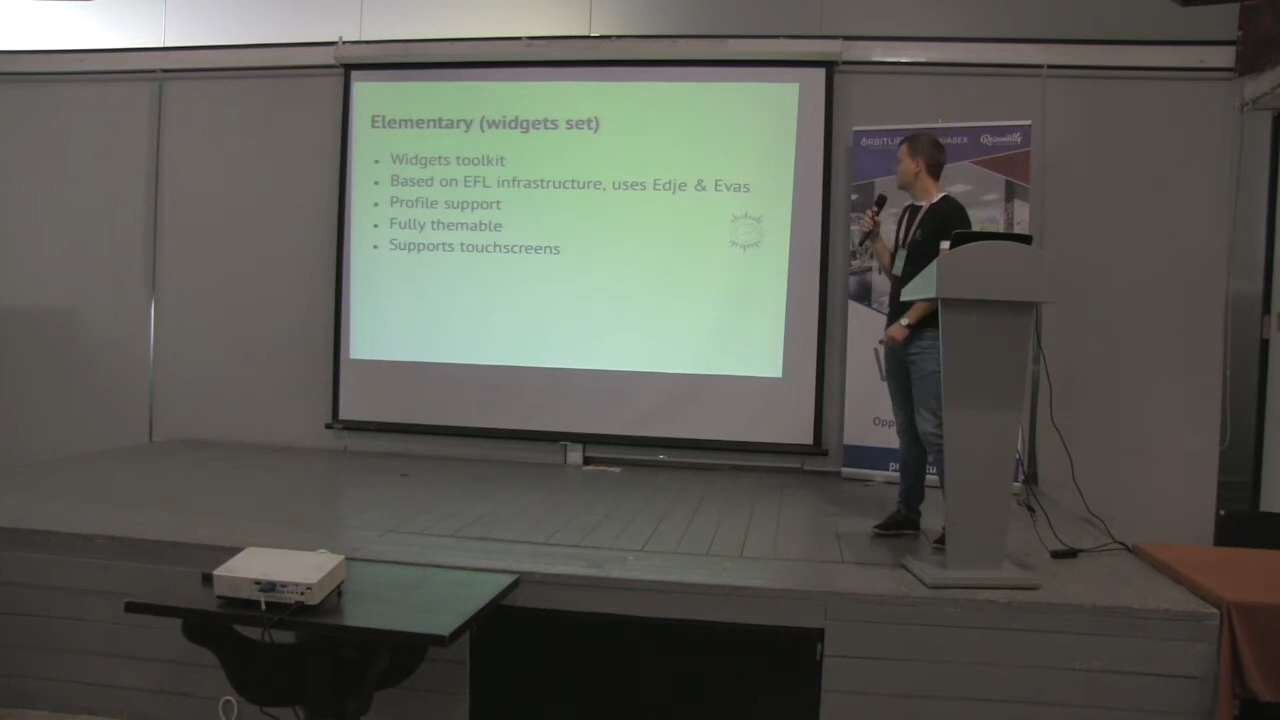 Elementary (widgets set)
Widgets toolkit
Based on EFL infrastructure, uses Edje & Evas
Profile support
Fully themable
Supports touchscreens